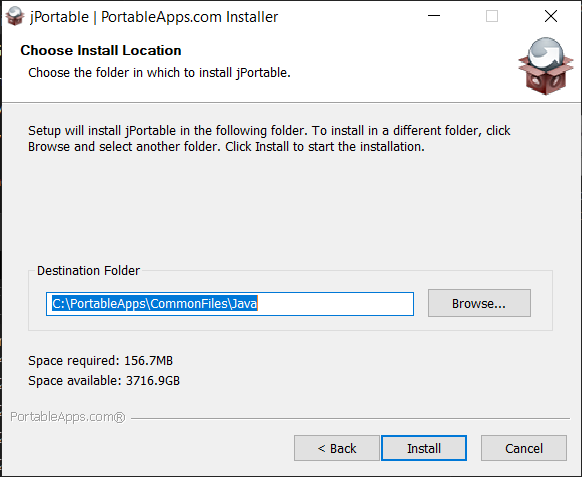 jPortable | PortableApps.com Installer
Choose Install Location
Choose the folder in which to install jPortable.
Setup will install jPortable in the following folder. To install in a different folder, click
Browse and select another folder. Click Install to start the installation.
Destination Folder
C:\PortableApps\CommonFiles\Java
Browse...
Space required: 156.7MB
Space available: 3716.9GB
PortableApps.com®
< Back
Install
Cancel